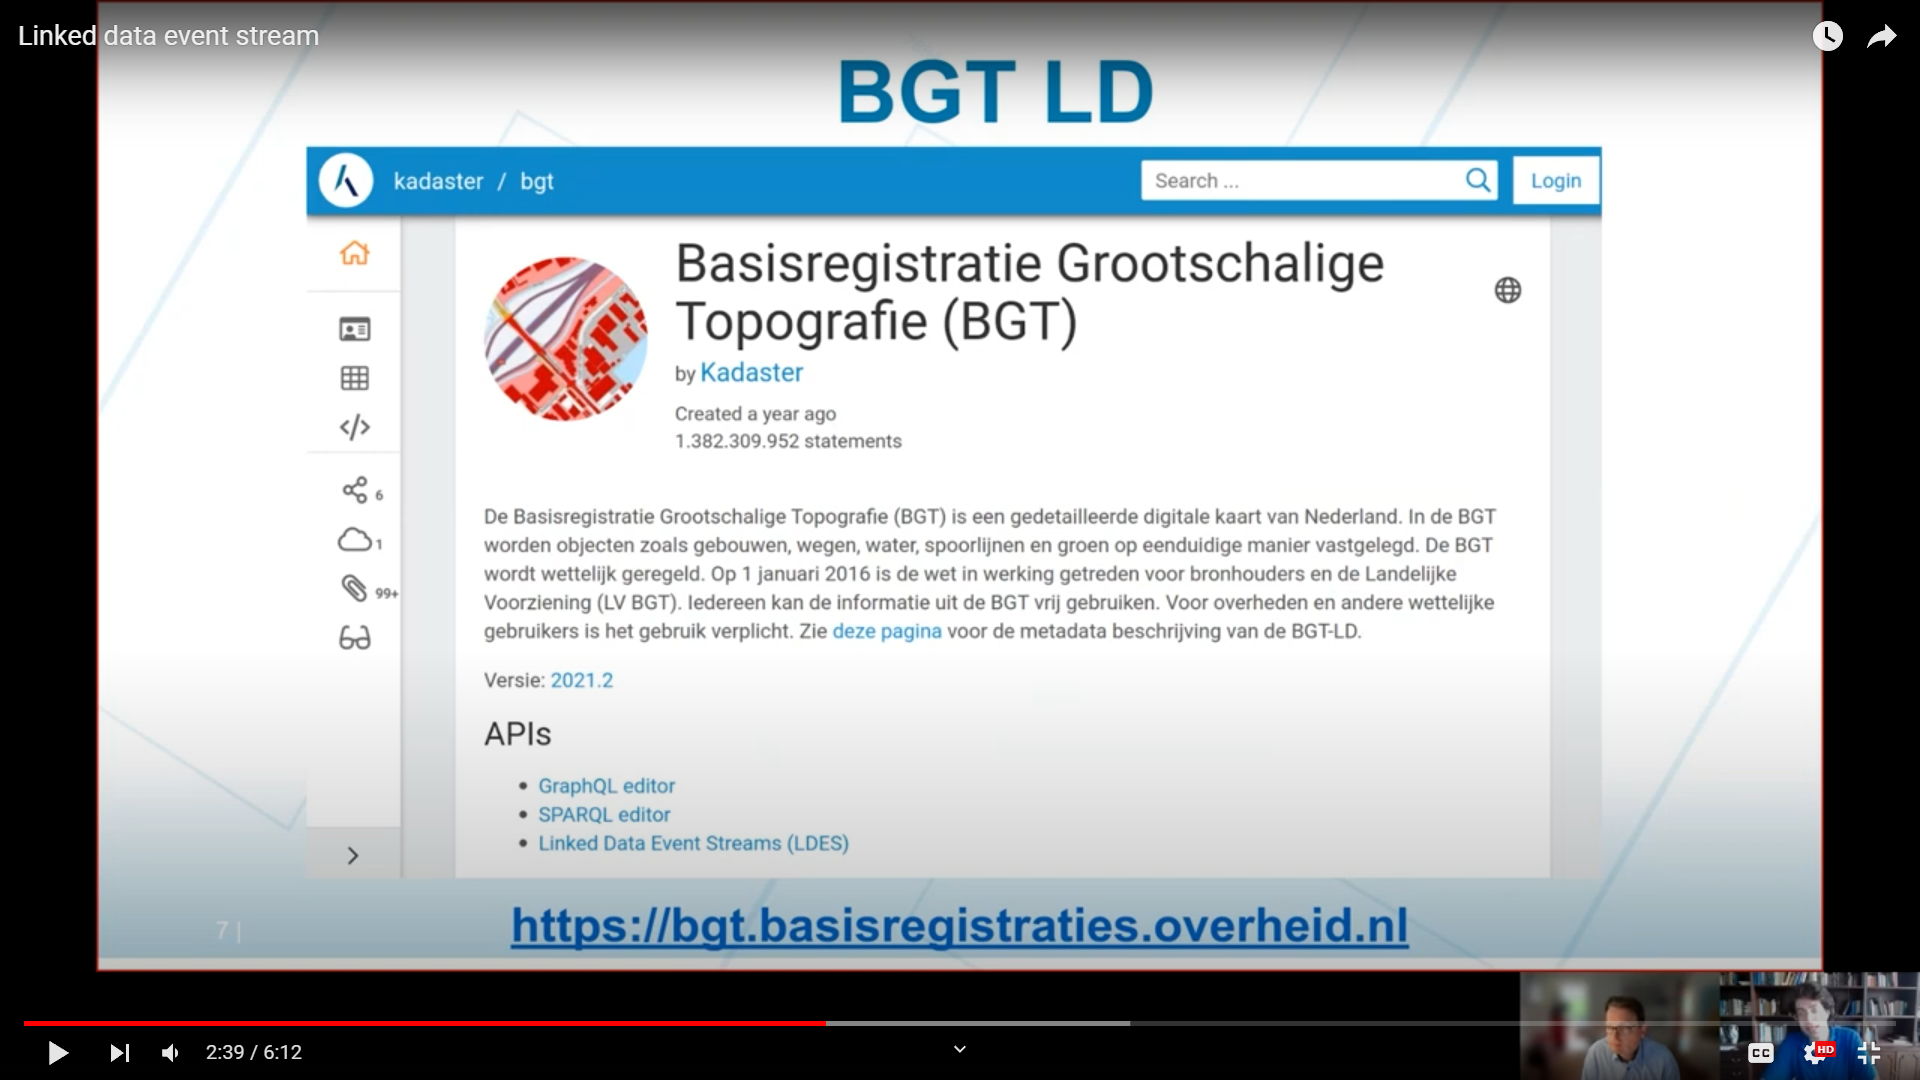 Linked data event stream
BGT LD
kadaster / bgt
Search ...
Login
Basisregistratie Grootschalige
Topografie (BGT)
by Kadaster
Created a year ago
1.382.309.952 statements
6
1
99+
De Basisregistratie Grootschalige Topografie (BGT) is een gedetailleerde digitale kaart van Nederland. In de BGT
worden objecten zoals gebouwen, wegen, water, spoorlijnen en groen op eenduidige manier vastgelegd. De BGT
wordt wettelijk geregeld. Op 1 januari 2016 is de wet in werking getreden voor bronhouders en de Landelijke
Voorziening (LV BGT). Iedereen kan de informatie uit de BGT vrij gebruiken. Voor overheden en andere wettelijke
gebruikers is het gebruik verplicht. Zie deze pagina voor de metadata beschrijving van de BGT-LD.
Versie: 2021.2
APIs
• GraphQL editor
• SPARQL editor
• Linked Data Event Streams (LDES)
7 |
https://bgt.basisregistraties.overheid.nl
2:39 / 6:12
CC
HD